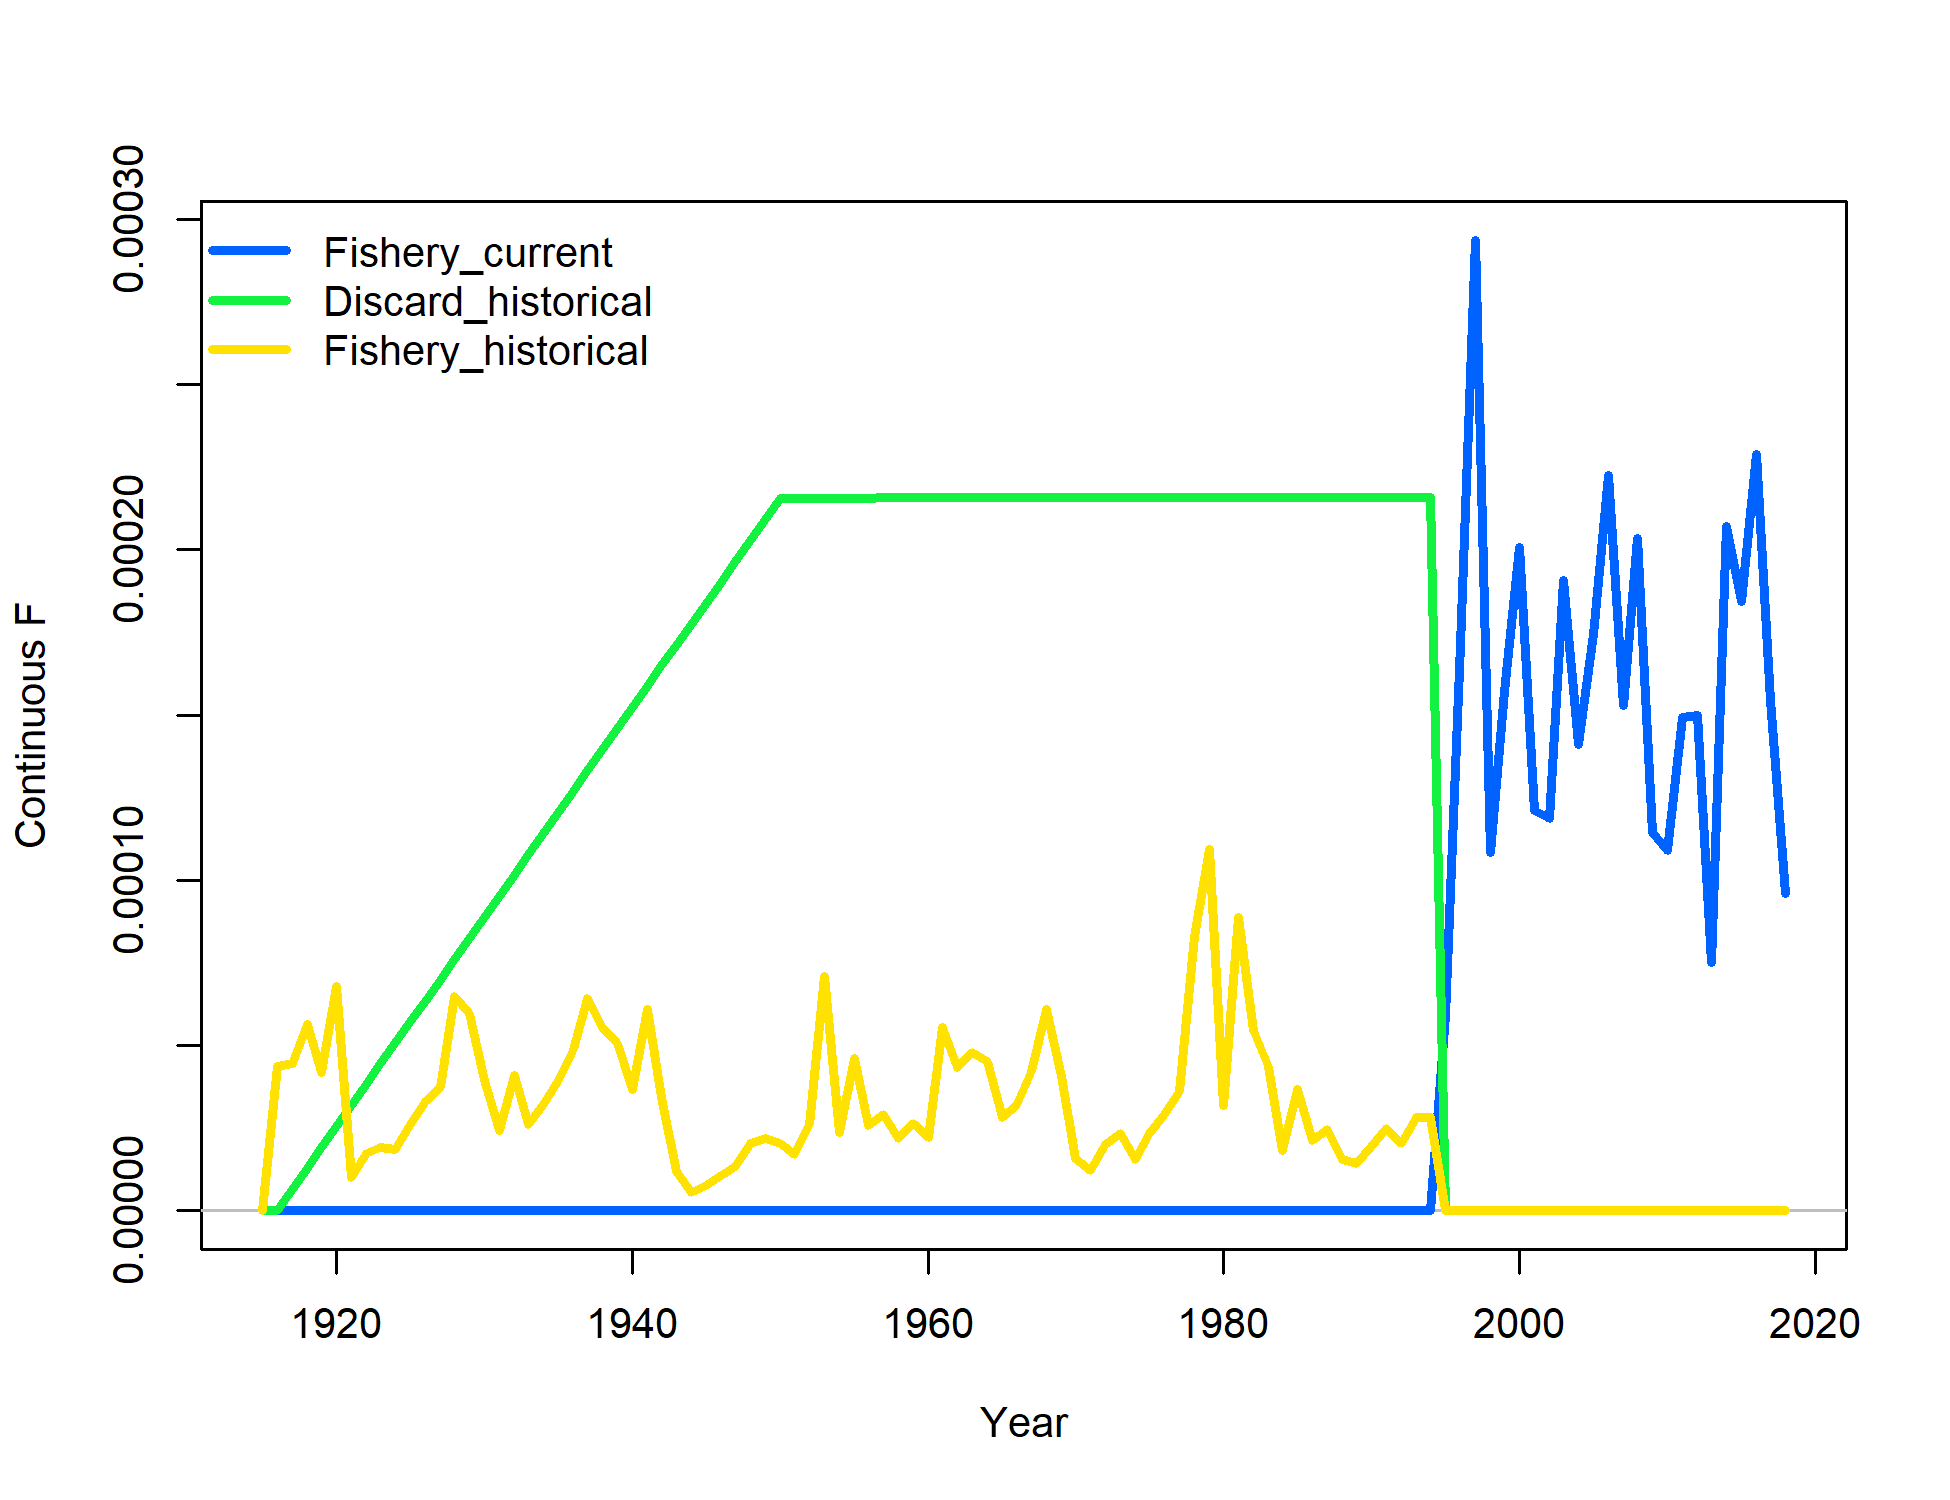 Fishery_current
Discard_historical
Fishery_historical
Continuous F
0.00030
0.00020
0.00010
0.00000
1920 1940 1960 1980 2000 2020
Year